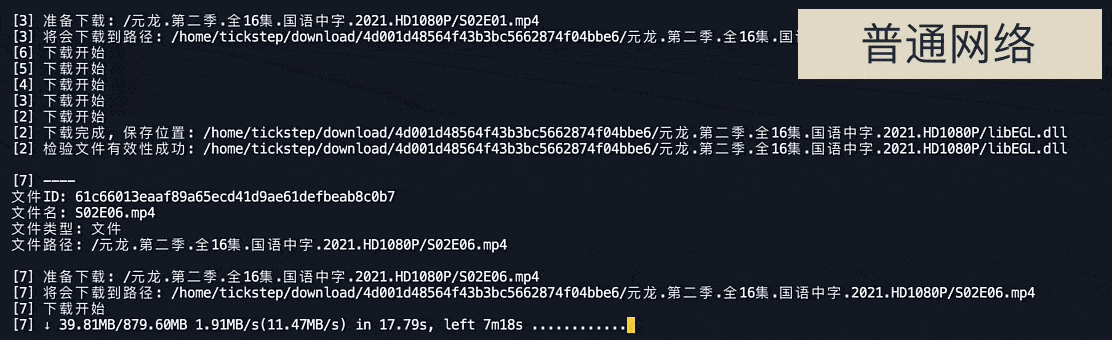 [3] 准备下载: /元龙.第二季.全16集.国语中字.2021.HD1080P/S02E01.mp4
[3] 将会下载到路径: /home/tickstep/download/4d001d48564f43b3bc5662874f04bbe6/元龙.第二季.全16集.国
普通网络
[6] 下载开始
[5] 下载开始
[4] 下载开始
[3] 下载开始
[2] 下载开始
[2] 下载完成, 保存位置: /home/tickstep/download/4d001d48564f43b3bc5662874f04bbe6/元龙.第二季.全16集.国语中字.2021.HD1080P/libEGL.dll
[2] 检验文件有效性成功: /home/tickstep/download/4d001d48564f43b3bc5662874f04bbe6/元龙.第二季.全16集.国语中字.2021.HD1080P/libEGL.dll
[7] ----
文件ID: 61c66013eaaf89a65ecd41d9ae61defbeab8c0b7
文件名: S02E06.mp4
文件类型: 文件
文件路径: /元龙.第二季.全16集.国语中字.2021.HD1080P/S02E06.mp4
[7] 准备下载: /元龙.第二季.全16集.国语中字.2021.HD1080P/S02E06.mp4
[7] 将会下载到路径: /home/tickstep/download/4d001d48564f43b3bc5662874f04bbe6/元龙.第二季.全16集.国语中字.2021.HD1080P/S02E06.mp4
[7] 下载开始
[7] ↓ 39.81MB/879.60MB 1.91MB/s(11.47MB/s) in 17.79s, left 7m18s ............